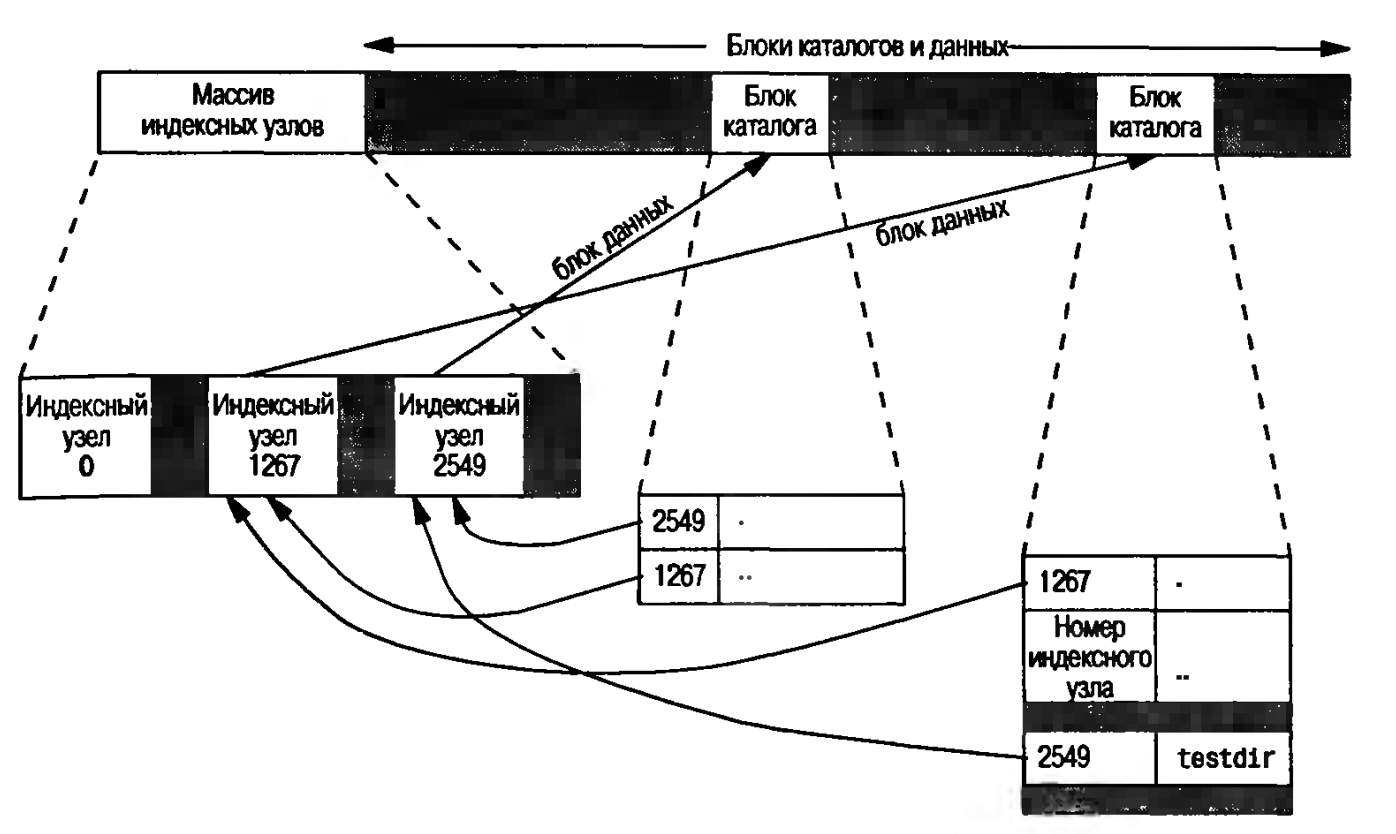 Блоки каталогов и данных
Массив
индексных узлов
Блок
каталога
Блок
каталога
блок данных
блок данных
Индексный
узел
0
Индексный
узел
1267
Индексный
узел
2549
2549 .
1267 ..
1267 .
Номер
индексного
узла ..
2549 testdir